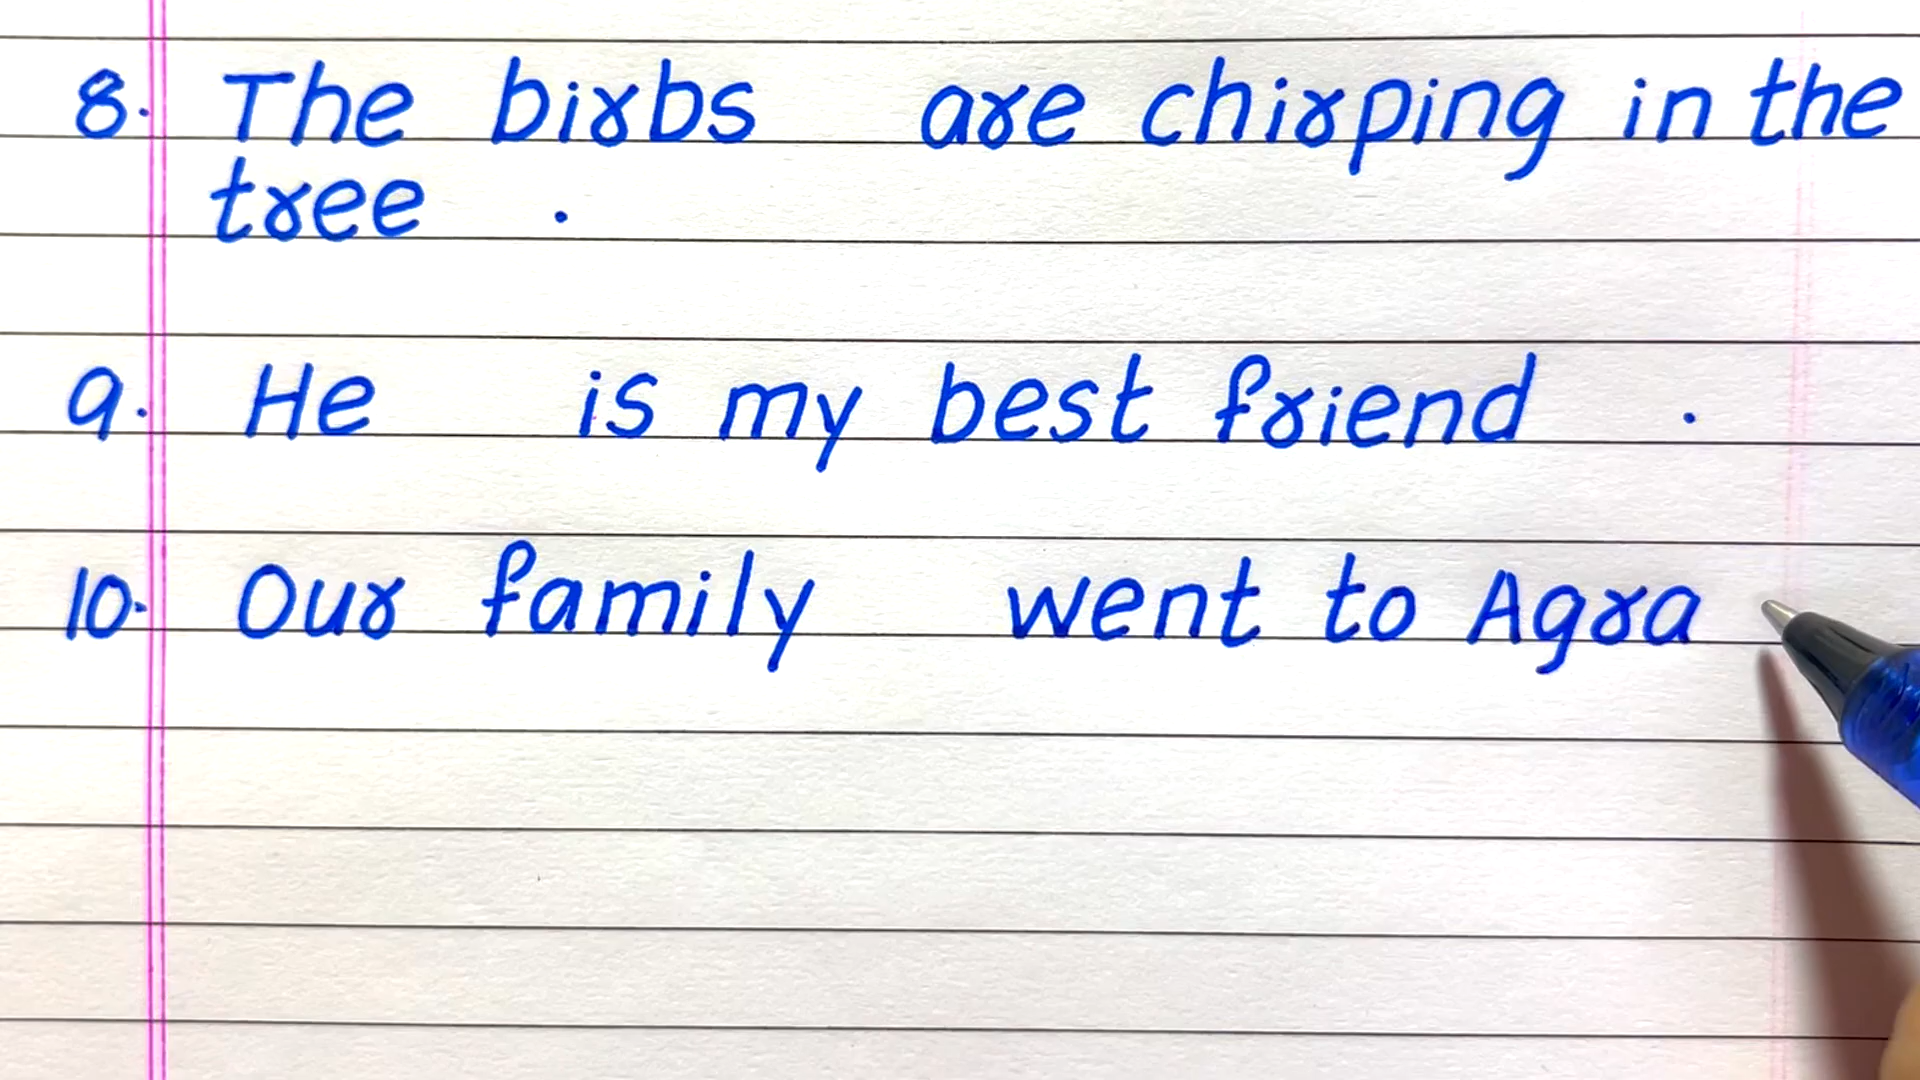 8. The birbs are chirping in the
tree .
9. He is my best friend .
10. Our family went to Agra